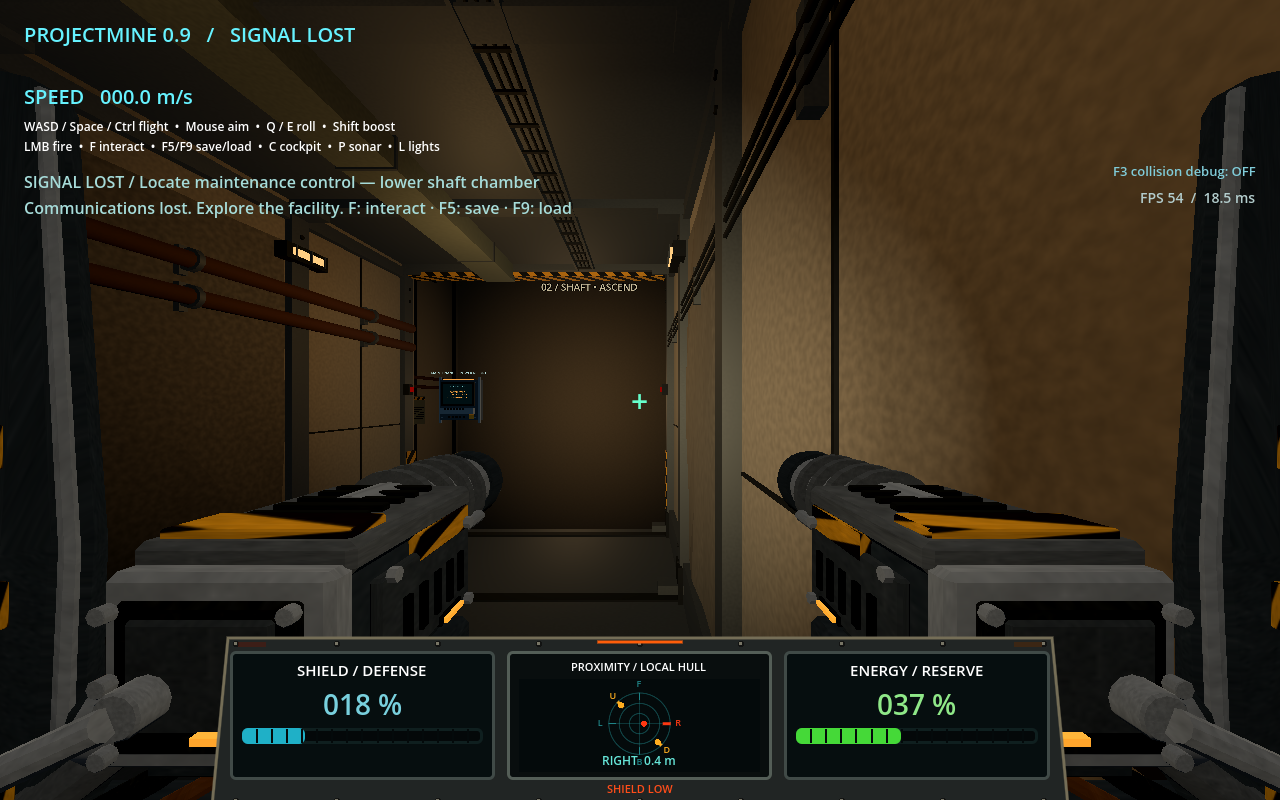 PROJECTMINE 0.9 / SIGNAL LOST
SPEED 000.0 m/s
WASD / Space / Ctrl flight • Mouse aim • Q / E roll • Shift boost
LMB fire • F interact • F5/F9 save/load • C cockpit • P sonar • L lights
SIGNAL LOST / Locate maintenance control — lower shaft chamber
Communications lost. Explore the facility. F: interact · F5: save · F9: load
F3 collision debug: OFF
FPS 54 / 18.5 ms
02 / SHAFT • ASCEND
SHIELD / DEFENSE
018 %
PROXIMITY / LOCAL HULL
F
U
L
R
D
B
RIGHT 0.4 m
ENERGY / RESERVE
037 %
SHIELD LOW